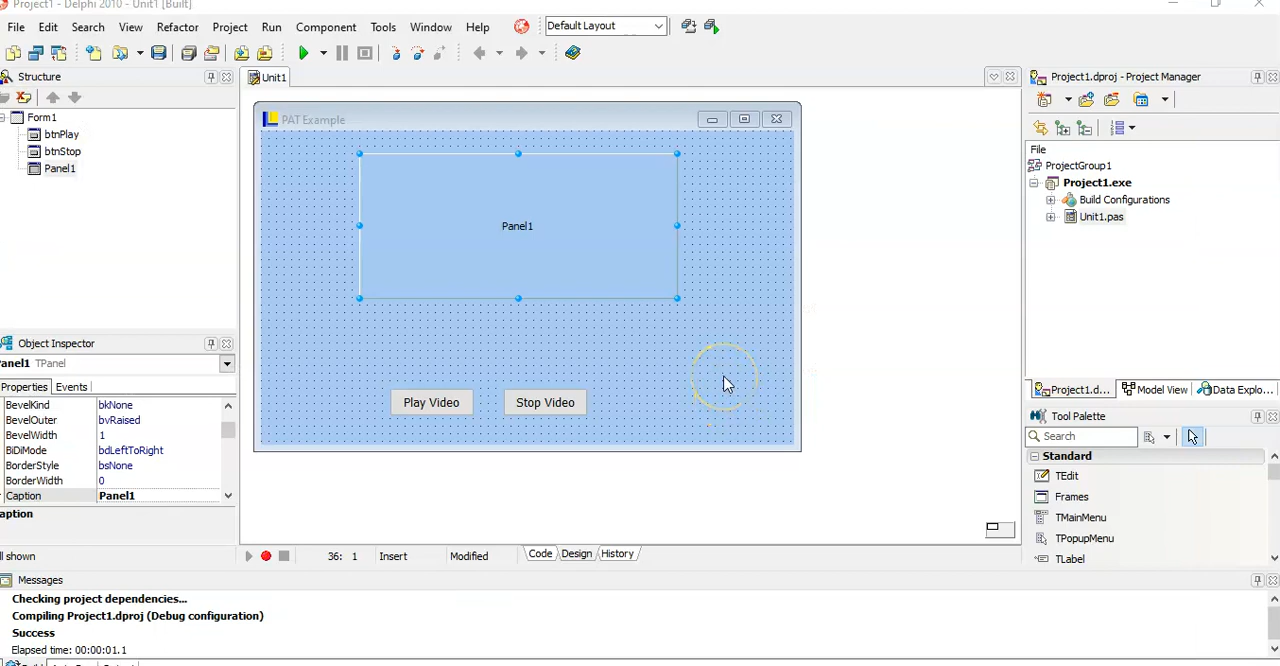 Project1 - Delphi 2010 - Unit1 [Built]
File Edit Search View Refactor Project Run Component Tools Window Help Default Layout
Structure
Form1
btnPlay
btnStop
Panel1
Object Inspector
Panel1 TPanel
Properties Events
BevelKind bkNone
BevelOuter bvRaised
BevelWidth 1
BiDiMode bdLeftToRight
BorderStyle bsNone
BorderWidth 0
Caption Panel1
aption
ll shown
Unit1
PAT Example
Panel1
Play Video Stop Video
36: 1 Insert Modified Code Design History
Project1.dproj - Project Manager
File
ProjectGroup1
Project1.exe
Build Configurations
Unit1.pas
Project1.d... Model View Data Explo...
Tool Palette
Search
Standard
TEdit
Frames
TMainMenu
TPopupMenu
TLabel
Messages
Checking project dependencies...
Compiling Project1.dproj (Debug configuration)
Success
Elapsed time: 00:00:01.1